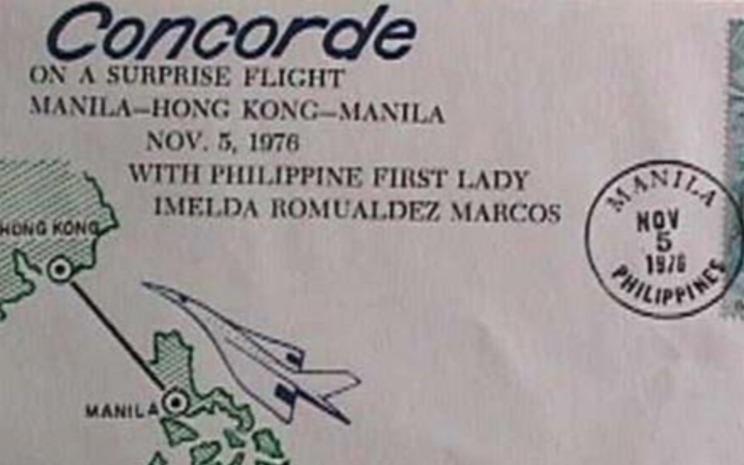 Concorde
ON A SURPRISE FLIGHT
MANILA–HONG KONG–MANILA
NOV. 5, 1976
WITH PHILIPPINE FIRST LADY
IMELDA ROMUALDEZ MARCOS
HONG KONG
MANILA
MANILA
NOV
5
1976
PHILIPPINES